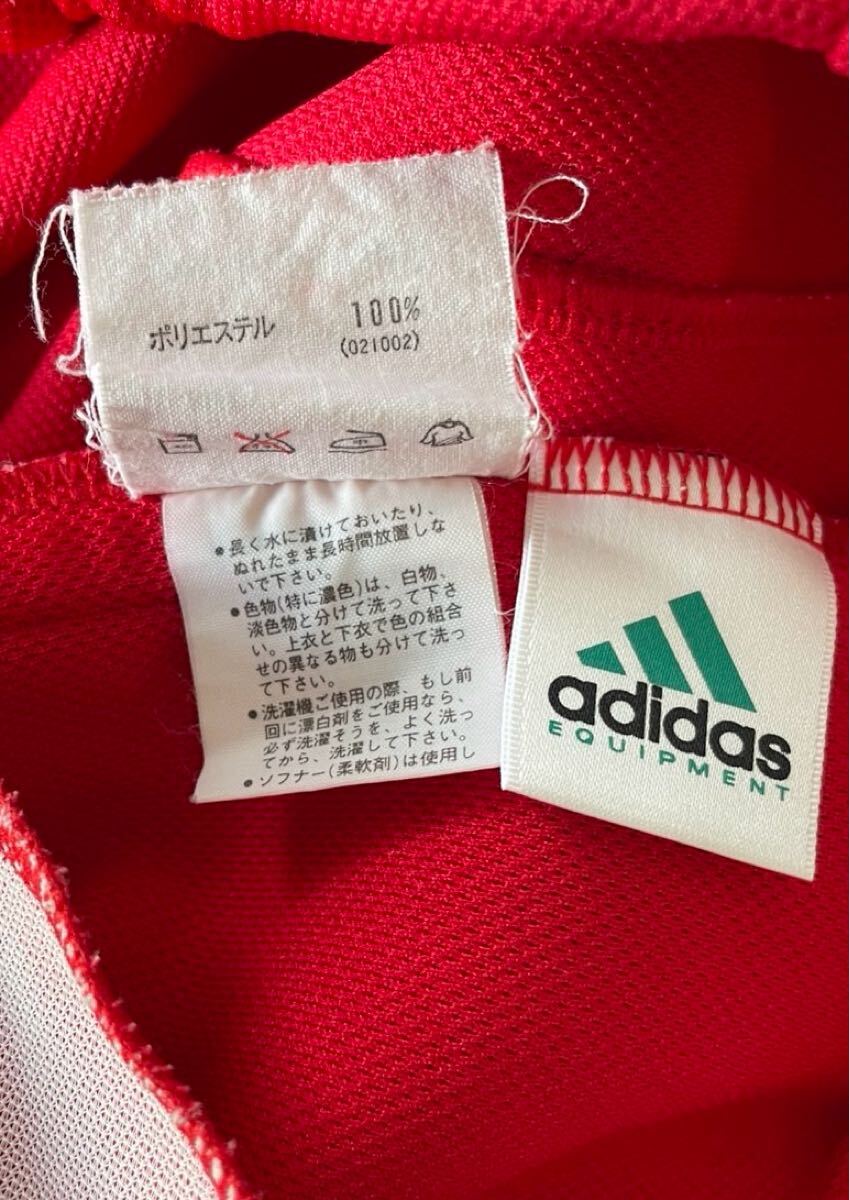 ポリエステル 100%
(021002)
●長く水に漬けておいたり、
ぬれたまま長時間放置しな
いで下さい。
●色物(特に濃色)は、白物、
淡色物と分けて洗って下さ
い。上衣と下衣で色の組合
せの異なる物も分けて洗っ
て下さい。
●洗濯機ご使用の際、もし前
回に漂白剤をご使用なら、
必ず洗濯そうを、よく洗っ
てから、洗濯して下さい。
●ソフナー(柔軟剤)は使用し
adidas
EQUIPMENT